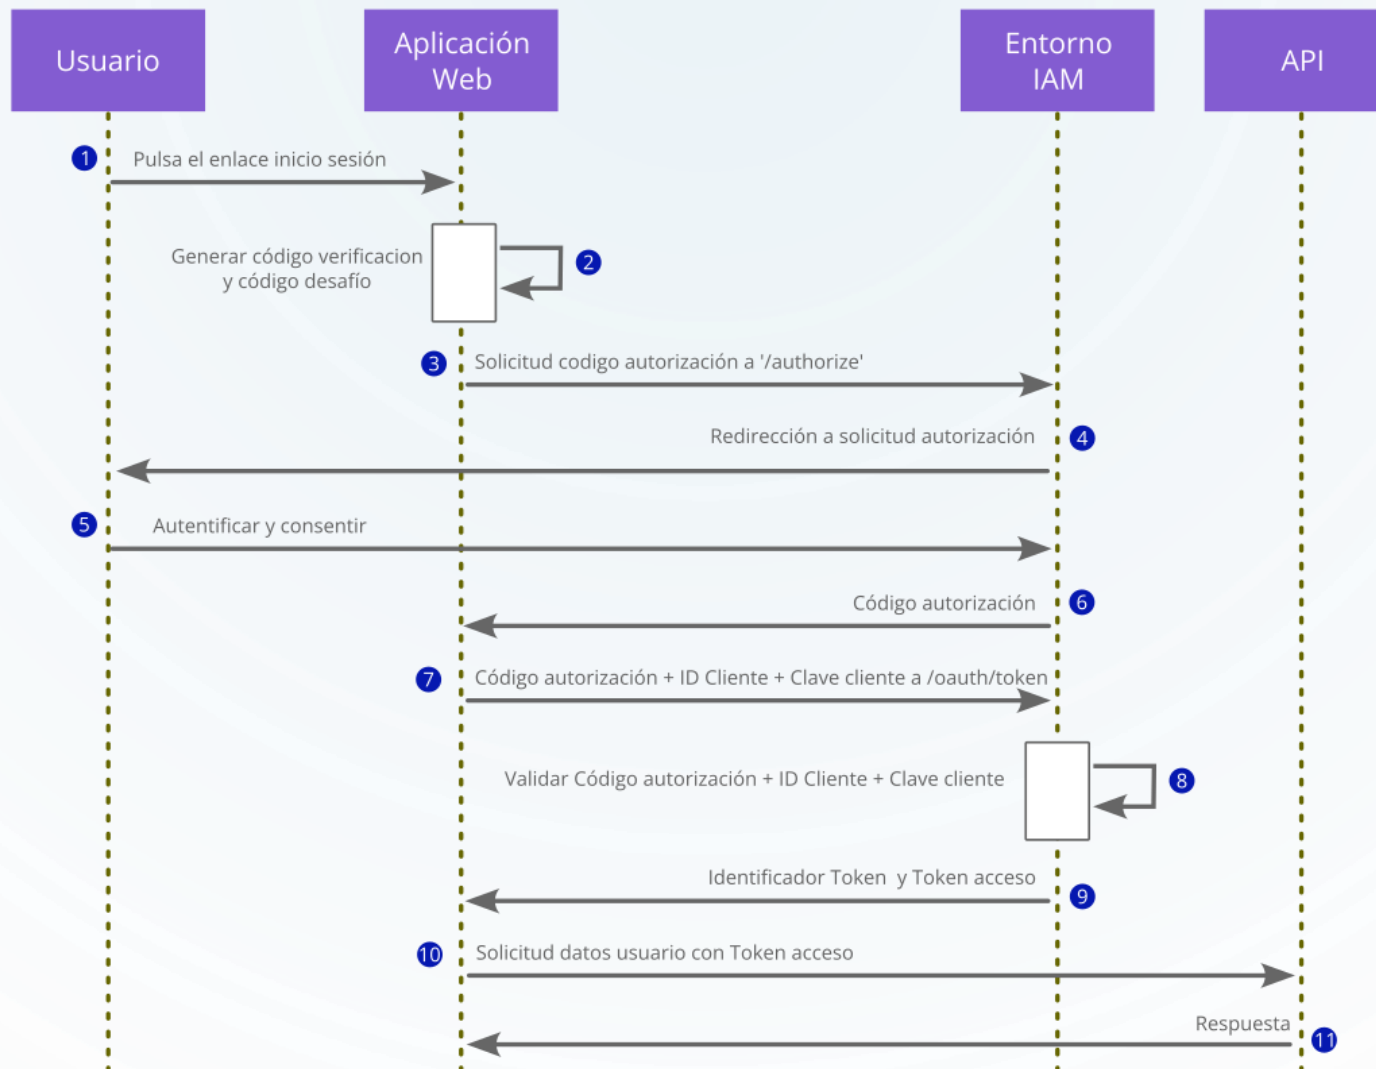 Usuario
Aplicación
Web
Entorno
IAM
API
1
Pulsa el enlace inicio sesión
Generar código verificacion
y código desafío
2
3
Solicitud codigo autorización a '/authorize'
Redirección a solicitud autorización
4
5
Autentificar y consentir
Código autorización
6
7
Código autorización + ID Cliente + Clave cliente a /oauth/token
Validar Código autorización + ID Cliente + Clave cliente
8
Identificador Token  y Token acceso
9
10
Solicitud datos usuario con Token acceso
Respuesta
11